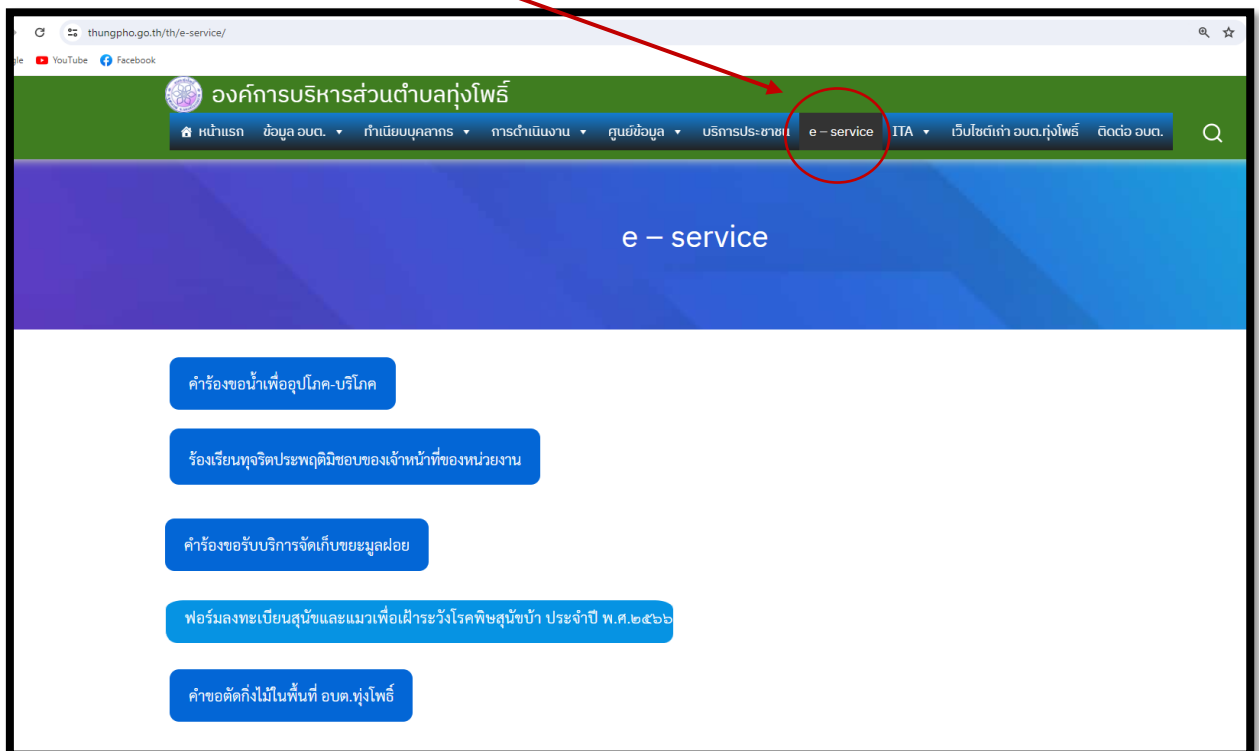 thungpho.go.th/th/e-service/
gle YouTube Facebook
องค์การบริหารส่วนตำบลทุ่งโพธิ์
หน้าแรก ข้อมูล อบต. ทำเนียบบุคลากร การดำเนินงาน ศูนย์ข้อมูล บริการประชาชน e – service ITA เว็บไซต์เก่า อบต.ทุ่งโพธิ์ ติดต่อ อบต.
e – service
คำร้องขอน้ำเพื่ออุปโภค-บริโภค
ร้องเรียนทุจริตประพฤติมิชอบของเจ้าหน้าที่ของหน่วยงาน
คำร้องขอรับบริการจัดเก็บขยะมูลฝอย
ฟอร์มลงทะเบียนสุนัขและแมวเพื่อเฝ้าระวังโรคพิษสุนัขบ้า ประจำปี พ.ศ.๒๕๖๖
คำขอตัดกิ่งไม้ในพื้นที่ อบต.ทุ่งโพธิ์